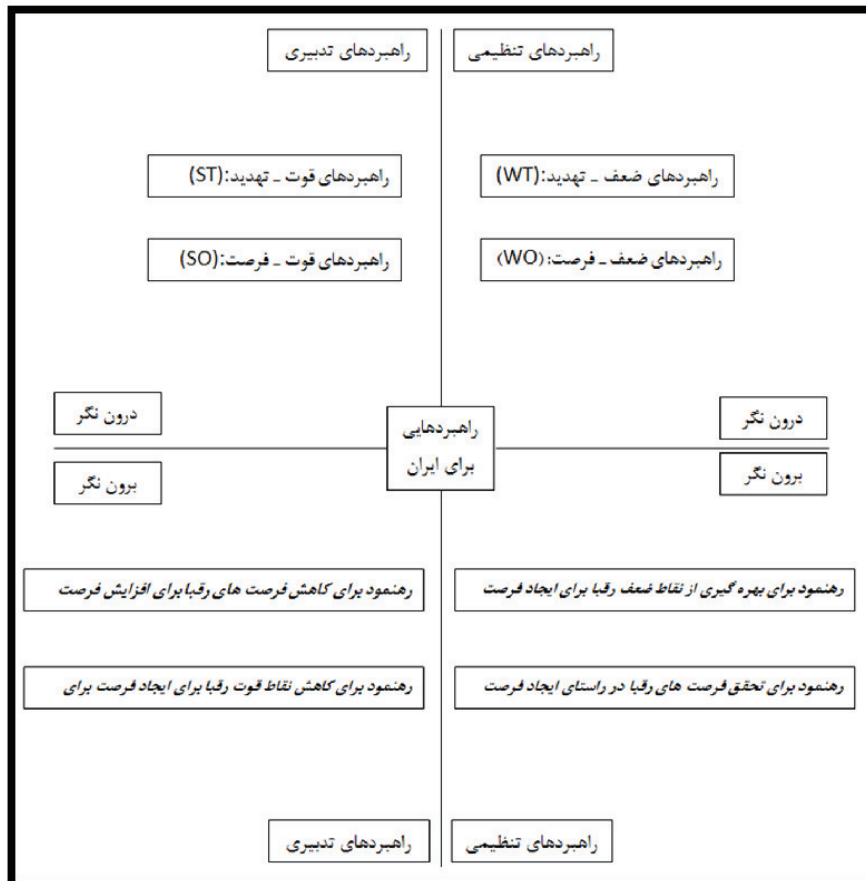 راهبردهای تنظیمی
راهبردهای تدبیری
راهبردهای ضعف ـ تهدید:(WT)
راهبردهای قوت ـ تهدید:(ST)
راهبردهای ضعف ـ فرصت:(WO)
راهبردهای قوت ـ فرصت:(SO)
درون نگر
درون نگر
راهبردهایی
برای ایران
برون نگر
برون نگر
رهنمود برای بهره گیری از نقاط ضعف رقبا برای ایجاد فرصت
رهنمود برای کاهش فرصت های رقبا برای افزایش فرصت
رهنمود برای تحقق فرصت های رقبا در راستای ایجاد فرصت
رهنمود برای کاهش نقاط قوت رقبا برای ایجاد فرصت برای
راهبردهای تنظیمی
راهبردهای تدبیری